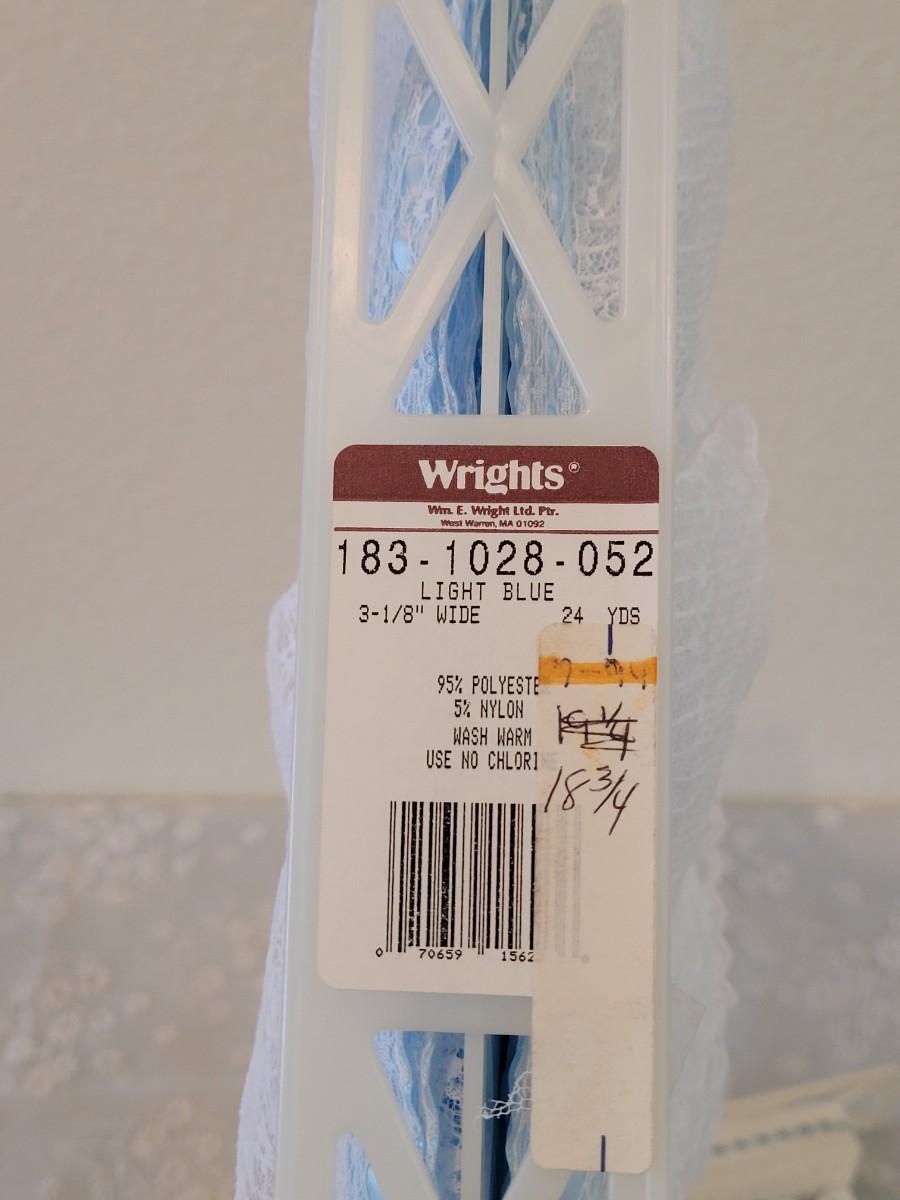 Wrights®
Wm. E. Wright Ltd. Ptr.
West Warren, MA 01092
183-1028-052
LIGHT BLUE
3-1/8" WIDE 24 YDS
95% POLYESTE
5% NYLON
WASH WARM
USE NO CHLORI
18 3/4
0 70659 1562